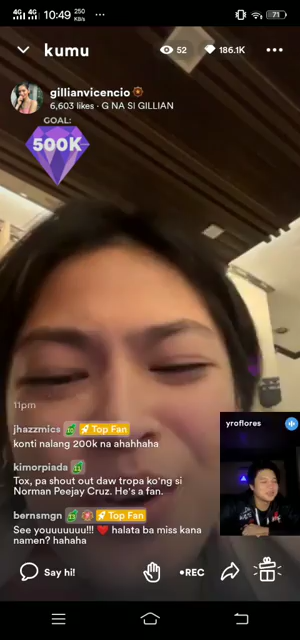 4G 4G 10:49 250 KB/s ... 71
kumu 52 186.1K
gillianvicencio
6,603 likes · G NA SI GILLIAN
GOAL:
500K
11pm
yroflores
jhazzmics Top Fan
konti nalang 200k na ahahhaha
kimorpiada
Tox, pa shout out daw tropa ko'ng si
Norman Peejay Cruz. He's a fan.
bernsmgn Top Fan
See youuuuuuu!!! ❤️ halata ba miss kana
namen? hahaha
Say hi! •REC